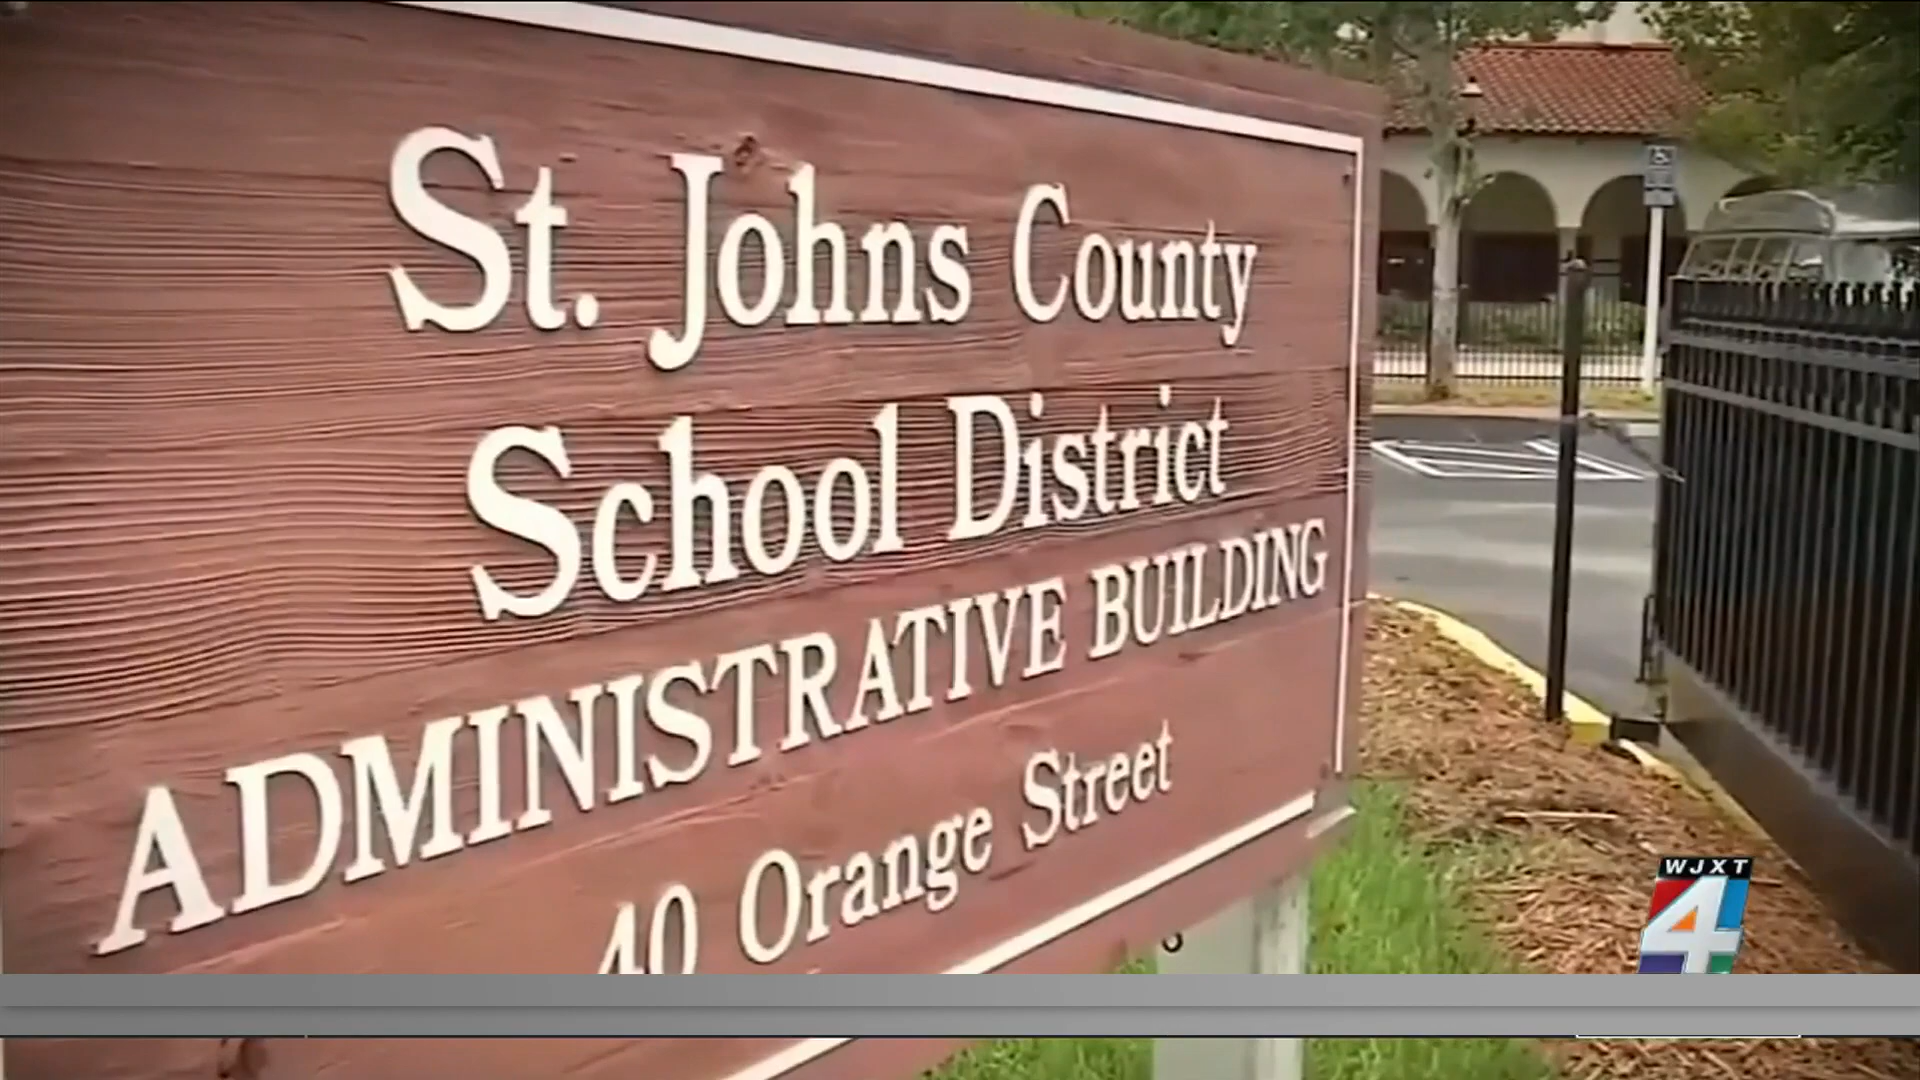 St. Johns County
School District
ADMINISTRATIVE BUILDING
40 Orange Street
WJXT
4